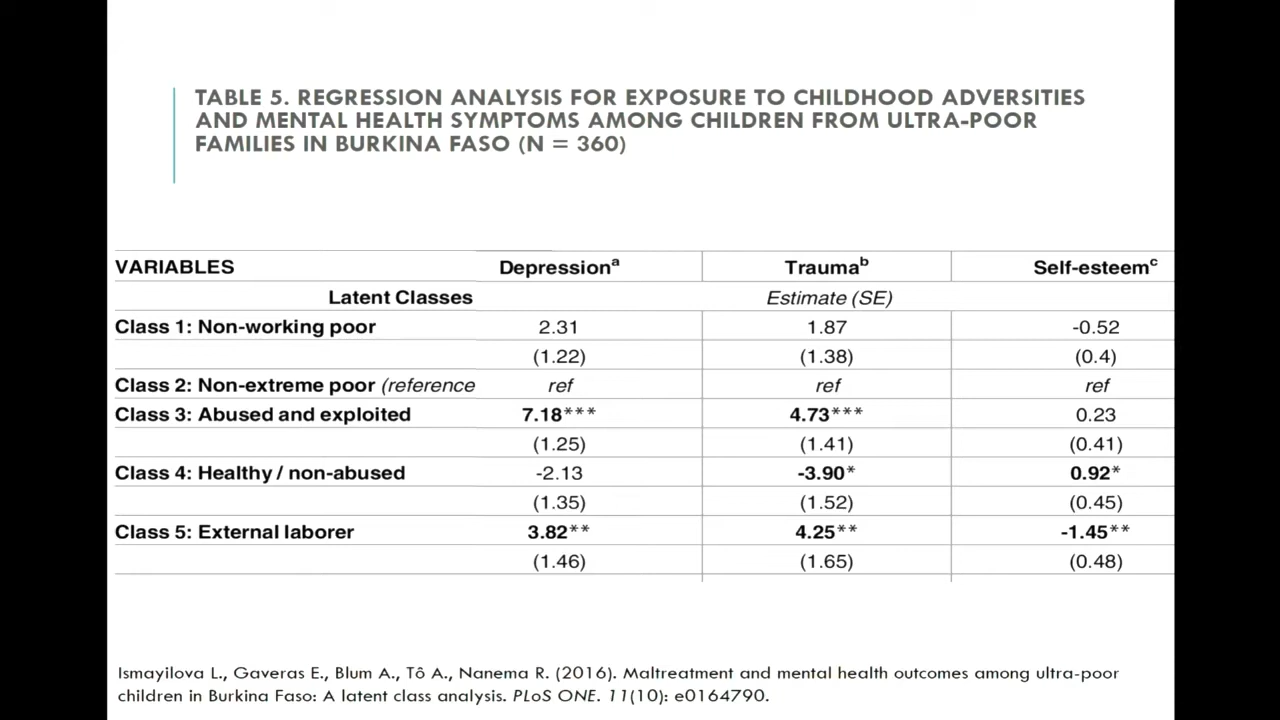 TABLE 5. REGRESSION ANALYSIS FOR EXPOSURE TO CHILDHOOD ADVERSITIES
AND MENTAL HEALTH SYMPTOMS AMONG CHILDREN FROM ULTRA-POOR
FAMILIES IN BURKINA FASO (N = 360)
VARIABLES Depressionᵃ Traumaᵇ Self-esteemᶜ
Latent Classes Estimate (SE)
Class 1: Non-working poor 2.31 1.87 -0.52
(1.22) (1.38) (0.4)
Class 2: Non-extreme poor (reference ref ref ref
Class 3: Abused and exploited 7.18*** 4.73*** 0.23
(1.25) (1.41) (0.41)
Class 4: Healthy / non-abused -2.13 -3.90* 0.92*
(1.35) (1.52) (0.45)
Class 5: External laborer 3.82** 4.25** -1.45**
(1.46) (1.65) (0.48)
Ismayilova L., Gaveras E., Blum A., Tô A., Nanema R. (2016). Maltreatment and mental health outcomes among ultra-poor
children in Burkina Faso: A latent class analysis. PLoS ONE. 11(10): e0164790.